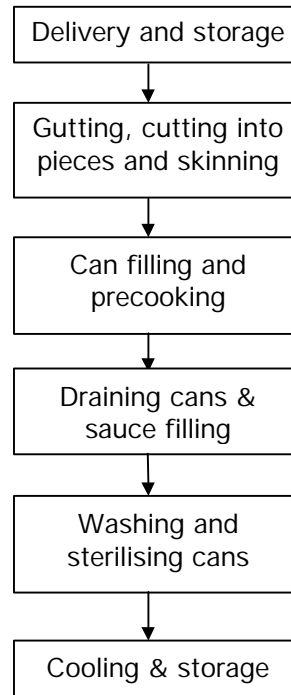 Delivery and storage
Gutting, cutting into
pieces and skinning
Can filling and
precooking
Draining cans &
sauce filling
Washing and
sterilising cans
Cooling & storage